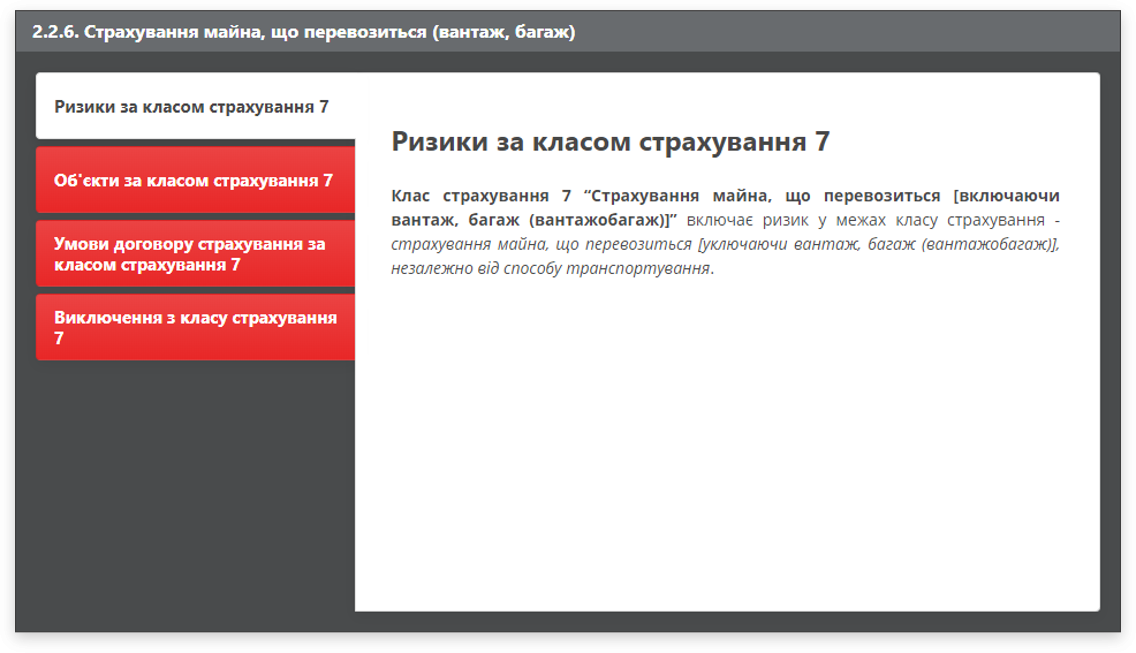 2.2.6. Страхування майна, що перевозиться (вантаж, багаж)
Ризики за класом страхування 7
Об'єкти за класом страхування 7
Умови договору страхування за
класом страхування 7
Виключення з класу страхування
7
Ризики за класом страхування 7
Клас страхування 7 “Страхування майна, що перевозиться [включаючи
вантаж, багаж (вантажобагаж)]” включає ризик у межах класу страхування -
страхування майна, що перевозиться [уключаючи вантаж, багаж (вантажобагаж)],
незалежно від способу транспортування.